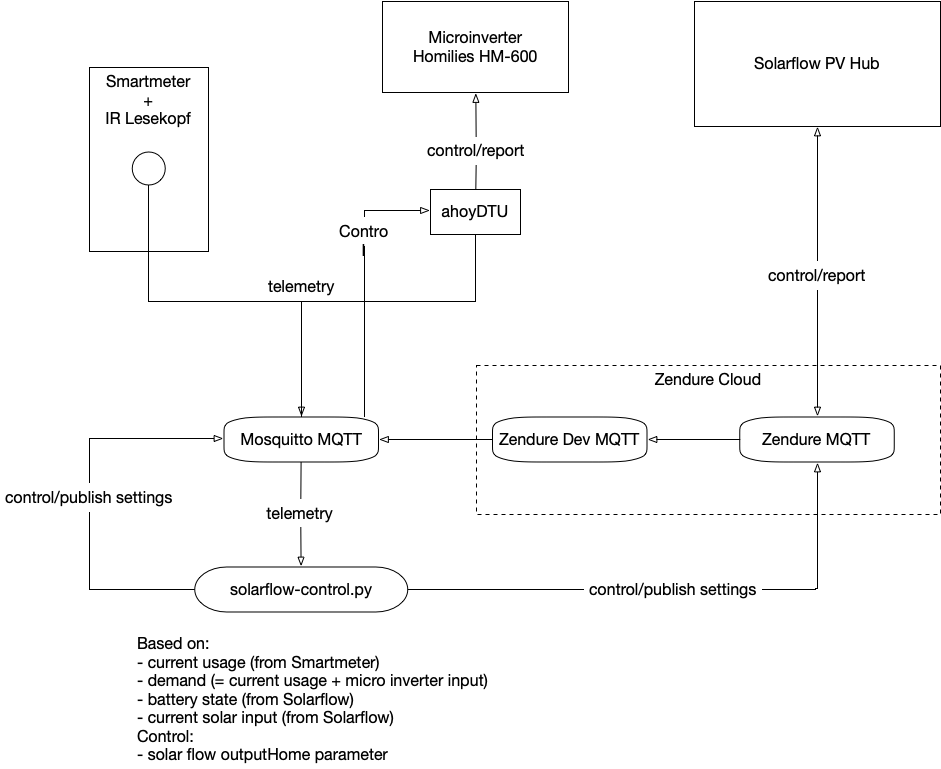 Microinverter
Homilies HM-600
Solarflow PV Hub
Smartmeter
+
IR Lesekopf
control/report
ahoyDTU
Contro
l
telemetry
control/report
Zendure Cloud
Mosquitto MQTT
Zendure Dev MQTT
Zendure MQTT
control/publish settings
telemetry
solarflow-control.py
control/publish settings
Based on:
- current usage (from Smartmeter)
- demand (= current usage + micro inverter input)
- battery state (from Solarflow)
- current solar input (from Solarflow)
Control:
- solar flow outputHome parameter